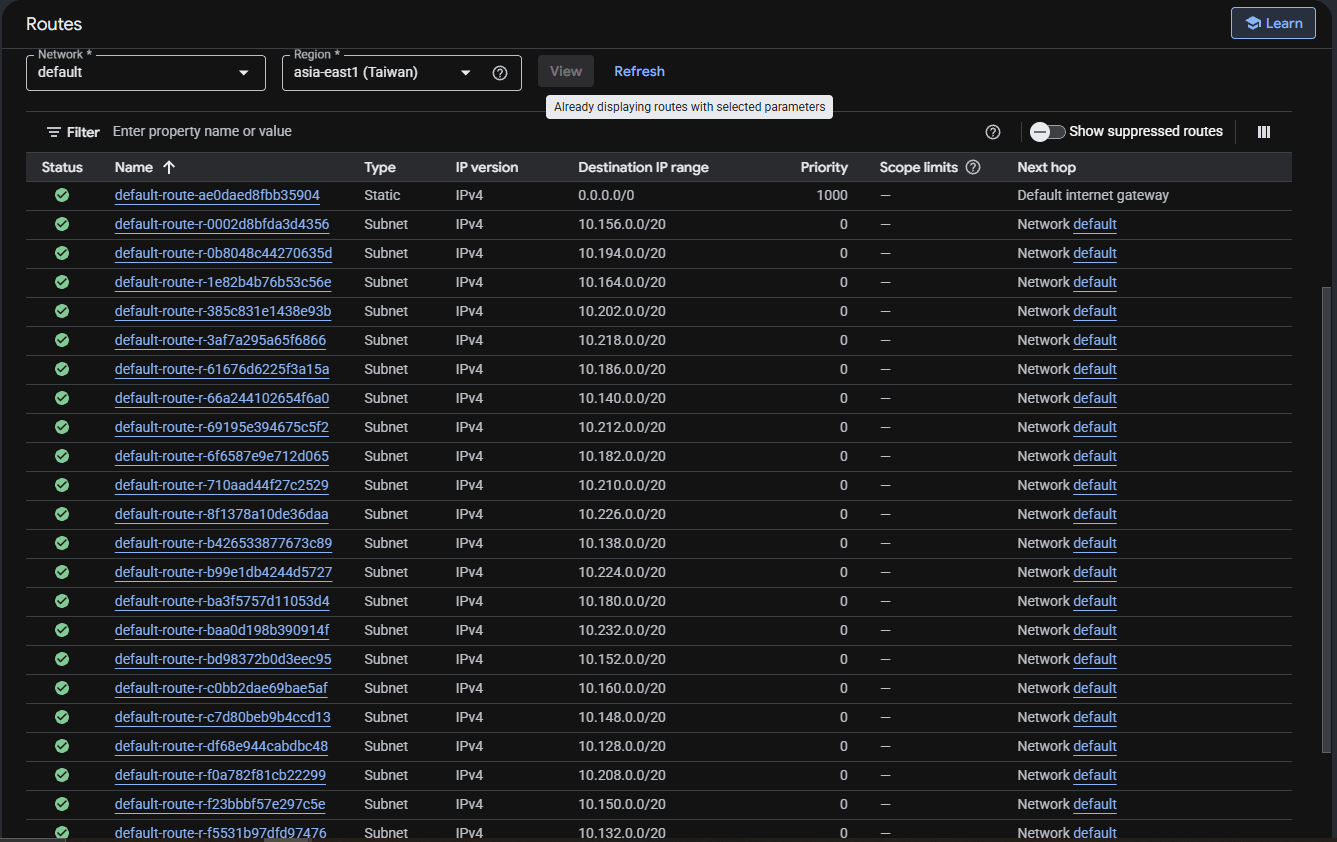 Routes
Learn
Network *
default
Region *
asia-east1 (Taiwan)
View
Refresh
Already displaying routes with selected parameters
Filter Enter property name or value
Show suppressed routes
Status Name Type IP version Destination IP range Priority Scope limits Next hop
default-route-ae0daed8fbb35904 Static IPv4 0.0.0.0/0 1000 — Default internet gateway
default-route-r-0002d8bfda3d4356 Subnet IPv4 10.156.0.0/20 0 — Network default
default-route-r-0b8048c44270635d Subnet IPv4 10.194.0.0/20 0 — Network default
default-route-r-1e82b4b76b53c56e Subnet IPv4 10.164.0.0/20 0 — Network default
default-route-r-385c831e1438e93b Subnet IPv4 10.202.0.0/20 0 — Network default
default-route-r-3af7a295a65f6866 Subnet IPv4 10.218.0.0/20 0 — Network default
default-route-r-61676d6225f3a15a Subnet IPv4 10.186.0.0/20 0 — Network default
default-route-r-66a244102654f6a0 Subnet IPv4 10.140.0.0/20 0 — Network default
default-route-r-69195e394675c5f2 Subnet IPv4 10.212.0.0/20 0 — Network default
default-route-r-6f6587e9e712d065 Subnet IPv4 10.182.0.0/20 0 — Network default
default-route-r-710aad44f27c2529 Subnet IPv4 10.210.0.0/20 0 — Network default
default-route-r-8f1378a10de36daa Subnet IPv4 10.226.0.0/20 0 — Network default
default-route-r-b426533877673c89 Subnet IPv4 10.138.0.0/20 0 — Network default
default-route-r-b99e1db4244d5727 Subnet IPv4 10.224.0.0/20 0 — Network default
default-route-r-ba3f5757d11053d4 Subnet IPv4 10.180.0.0/20 0 — Network default
default-route-r-baa0d198b390914f Subnet IPv4 10.232.0.0/20 0 — Network default
default-route-r-bd98372b0d3eec95 Subnet IPv4 10.152.0.0/20 0 — Network default
default-route-r-c0bb2dae69bae5af Subnet IPv4 10.160.0.0/20 0 — Network default
default-route-r-c7d80beb9b4ccd13 Subnet IPv4 10.148.0.0/20 0 — Network default
default-route-r-df68e944cabdbc48 Subnet IPv4 10.128.0.0/20 0 — Network default
default-route-r-f0a782f81cb22299 Subnet IPv4 10.208.0.0/20 0 — Network default
default-route-r-f23bbbf57e297c5e Subnet IPv4 10.150.0.0/20 0 — Network default
default-route-r-f5531b97dfd97476 Subnet IPv4 10.132.0.0/20 0 — Network default